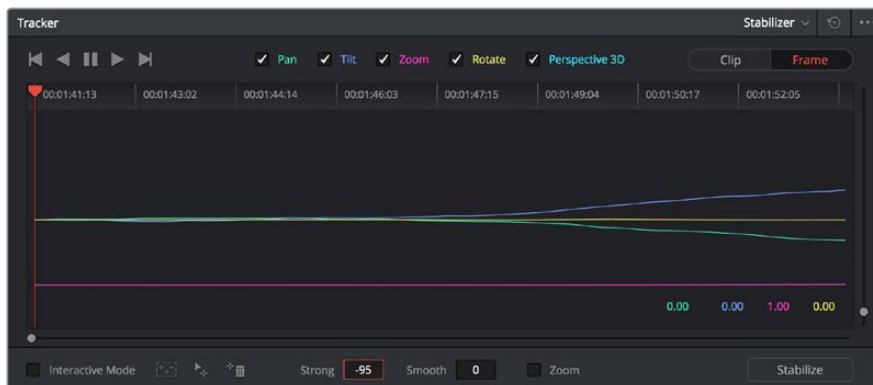 Tracker Stabilizer
Pan Tilt Zoom Rotate Perspective 3D Clip Frame
00:01:41:13 00:01:43:02 00:01:44:14 00:01:46:03 00:01:47:15 00:01:49:04 00:01:50:17 00:01:52:05
0.00 0.00 1.00 0.00
Interactive Mode Strong -95 Smooth 0 Zoom Stabilize